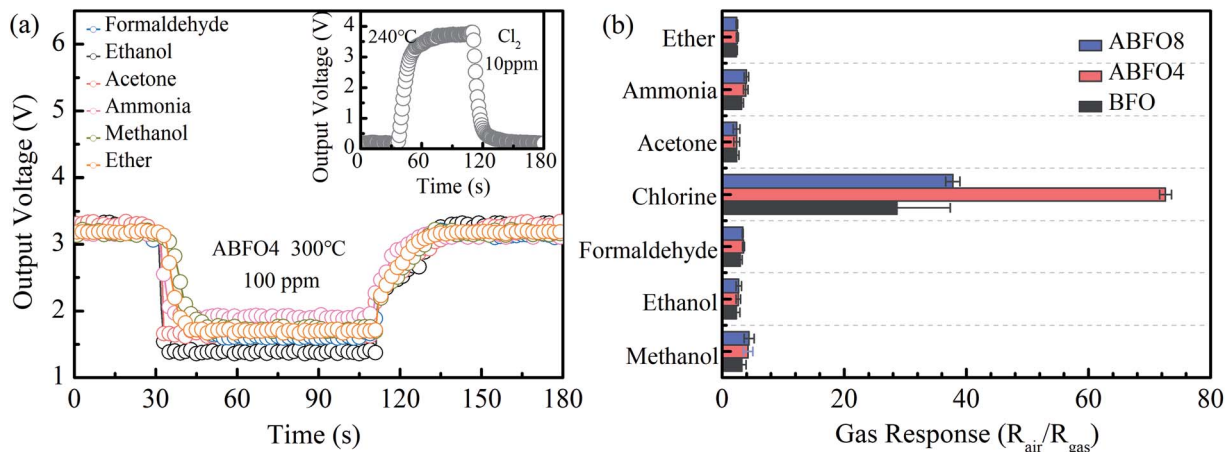 (a)
Formaldehyde
Ethanol
Acetone
Ammonia
Methanol
Ether
Output Voltage (V)
6
5
4
3
2
1
0
30
60
90
120
150
180
Time (s)
ABFO4 300℃
100 ppm
240℃
Cl₂
10ppm
Output Voltage (V)
4
3
2
1
0
0
60
120
180
Time (s)
(b)
Ether
Ammonia
Acetone
Chlorine
Formaldehyde
Ethanol
Methanol
ABFO8
ABFO4
BFO
0
20
40
60
80
Gas Response (R_air/R_gas)